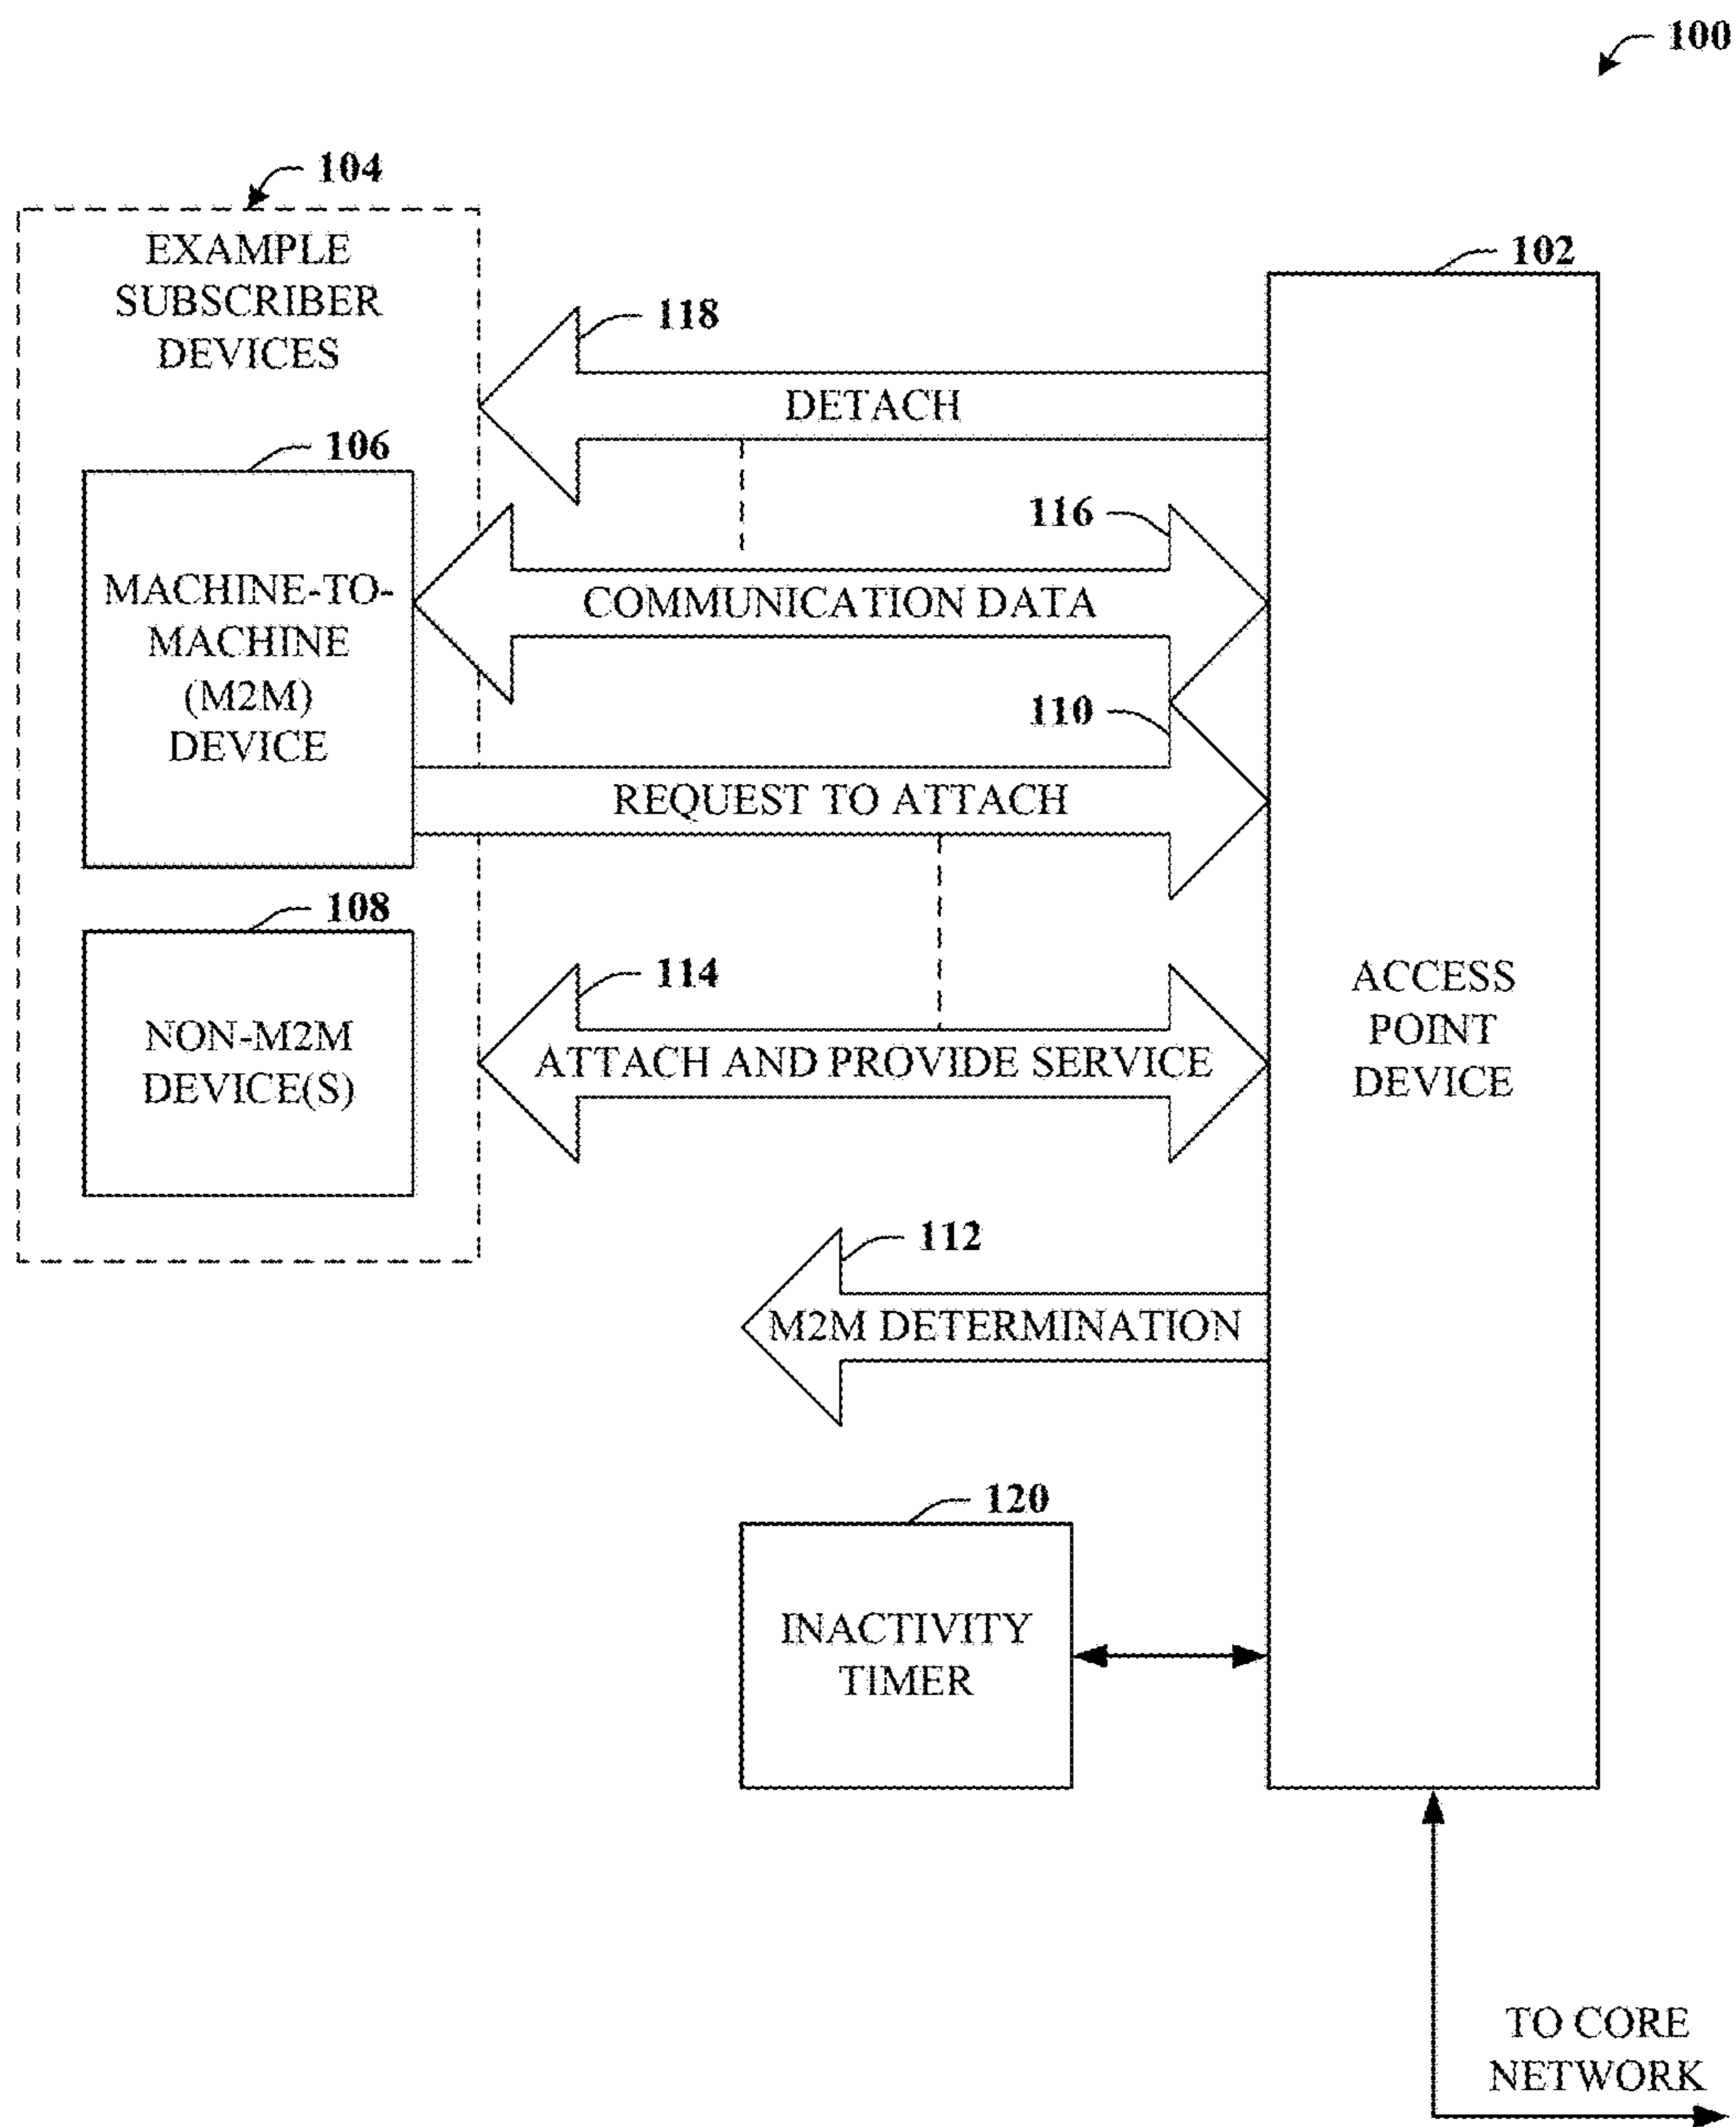 100
104
EXAMPLE
SUBSCRIBER
DEVICES
102
118
DETACH
106
MACHINE-TO-
MACHINE
(M2M)
DEVICE
116
COMMUNICATION DATA
110
REQUEST TO ATTACH
108
NON-M2M
DEVICE(S)
114
ATTACH AND PROVIDE SERVICE
ACCESS
POINT
DEVICE
112
M2M DETERMINATION
120
INACTIVITY
TIMER
TO CORE
NETWORK